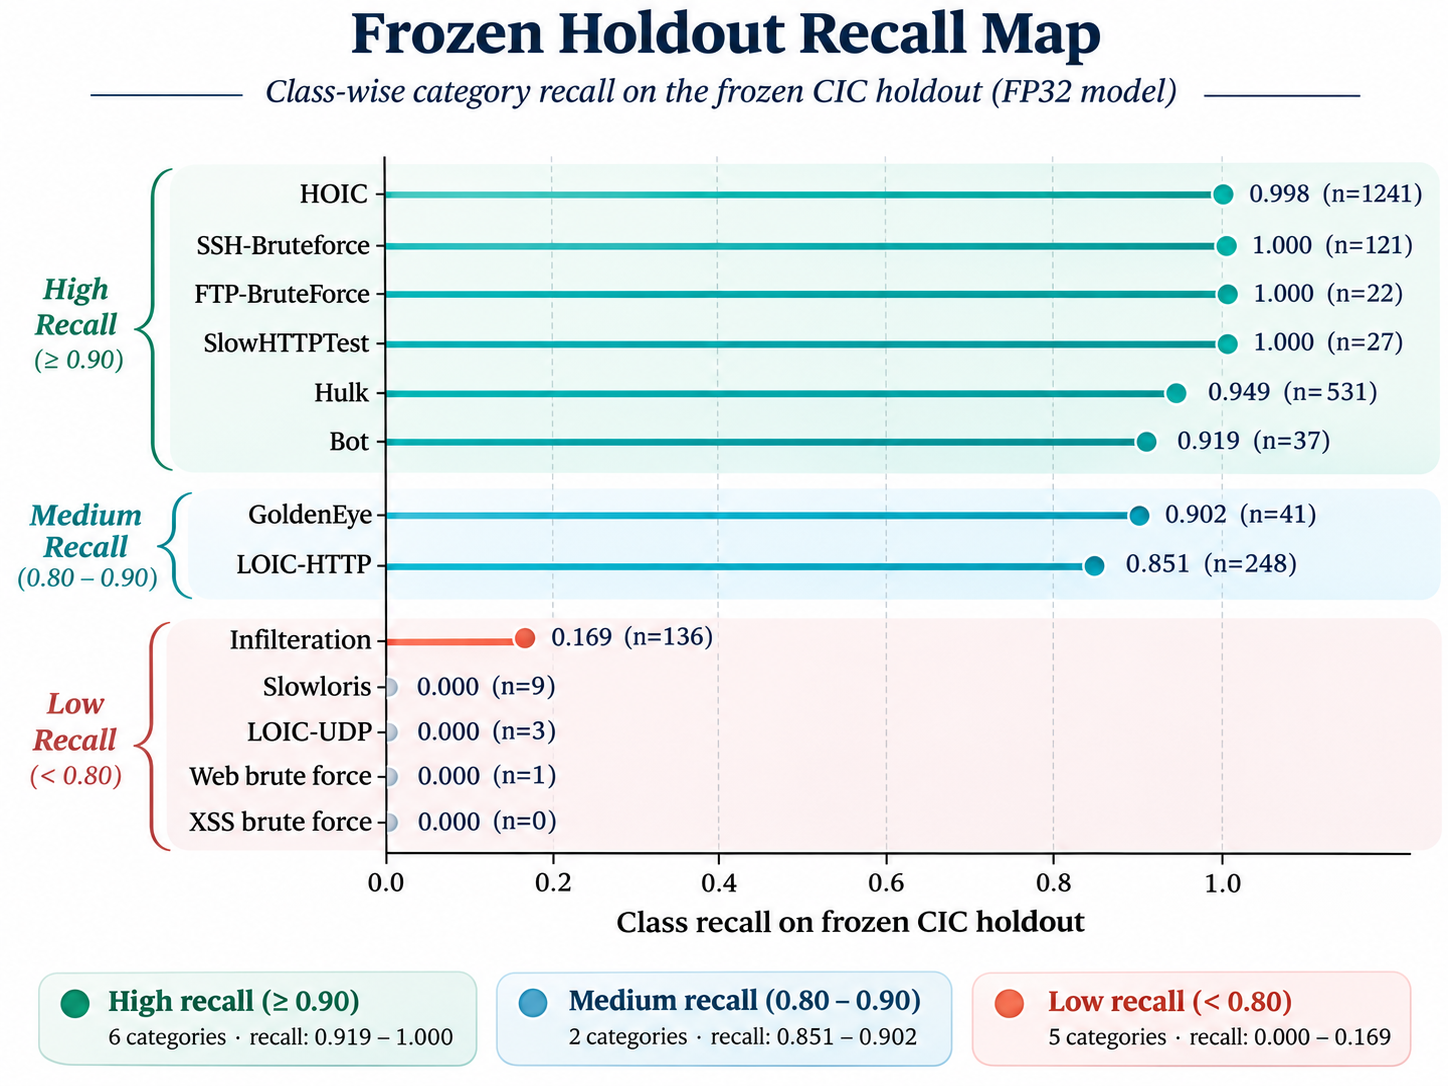 Frozen Holdout Recall Map
Class-wise category recall on the frozen CIC holdout (FP32 model)
High
Recall
(≥ 0.90)
HOIC 0.998 (n=1241)
SSH-Bruteforce 1.000 (n=121)
FTP-BruteForce 1.000 (n=22)
SlowHTTPTest 1.000 (n=27)
Hulk 0.949 (n=531)
Bot 0.919 (n=37)
Medium
Recall
(0.80 – 0.90)
GoldenEye 0.902 (n=41)
LOIC-HTTP 0.851 (n=248)
Low
Recall
(< 0.80)
Infilteration 0.169 (n=136)
Slowloris 0.000 (n=9)
LOIC-UDP 0.000 (n=3)
Web brute force 0.000 (n=1)
XSS brute force 0.000 (n=0)
0.0 0.2 0.4 0.6 0.8 1.0
Class recall on frozen CIC holdout
High recall (≥ 0.90)
6 categories · recall: 0.919 – 1.000
Medium recall (0.80 – 0.90)
2 categories · recall: 0.851 – 0.902
Low recall (< 0.80)
5 categories · recall: 0.000 – 0.169